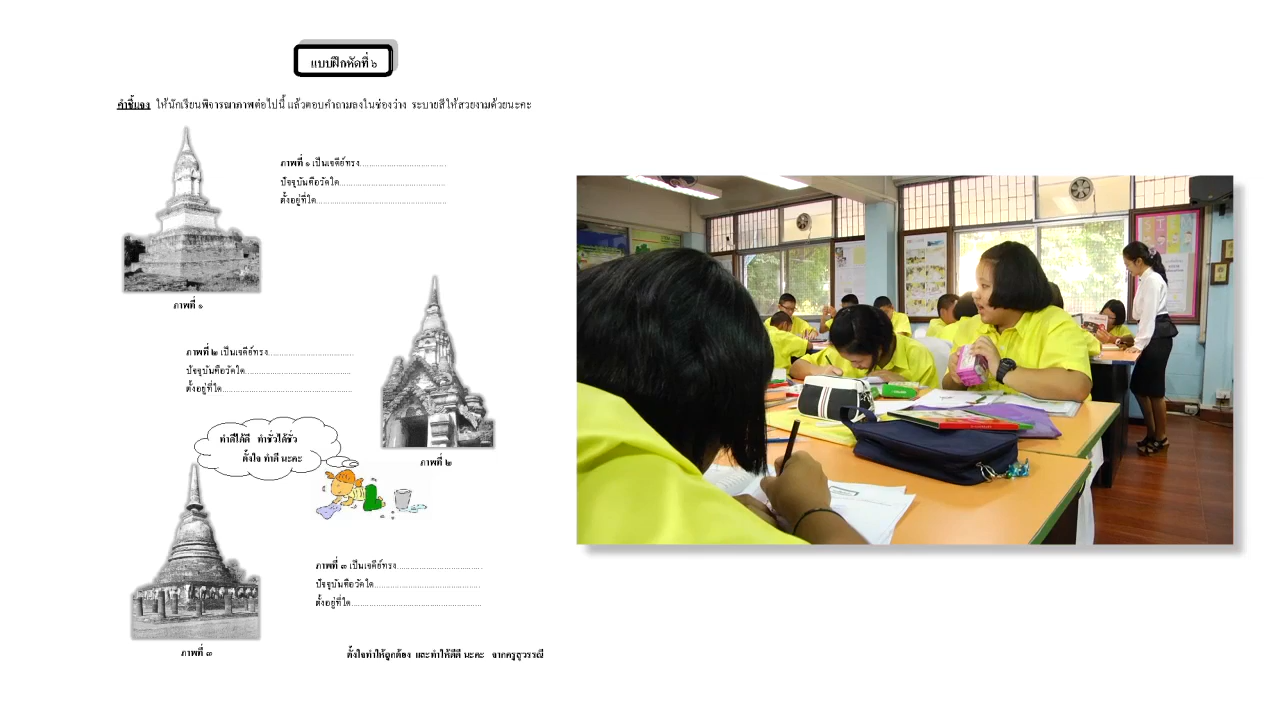 แบบฝึกหัดที่ ๖
คำชี้แจง ให้นักเรียนพิจารณาภาพต่อไปนี้ แล้วตอบคำถามลงในช่องว่าง ระบายสีให้สวยงามด้วยนะคะ
ภาพที่ ๑ เป็นเจดีย์ทรง......................................
ปัจจุบันคือวัดใด..............................................
ตั้งอยู่ที่ใด.........................................................
ภาพที่ ๑
ภาพที่ ๒ เป็นเจดีย์ทรง......................................
ปัจจุบันคือวัดใด..............................................
ตั้งอยู่ที่ใด.........................................................
ภาพที่ ๒
ทำดีได้ดี ทำชั่วได้ชั่ว
ตั้งใจ ทำดี นะคะ
ภาพที่ ๓ เป็นเจดีย์ทรง......................................
ปัจจุบันคือวัดใด..............................................
ตั้งอยู่ที่ใด.........................................................
ภาพที่ ๓
ตั้งใจทำให้ถูกต้อง และทำให้ดีดี นะคะ จากครูสุวรรณี